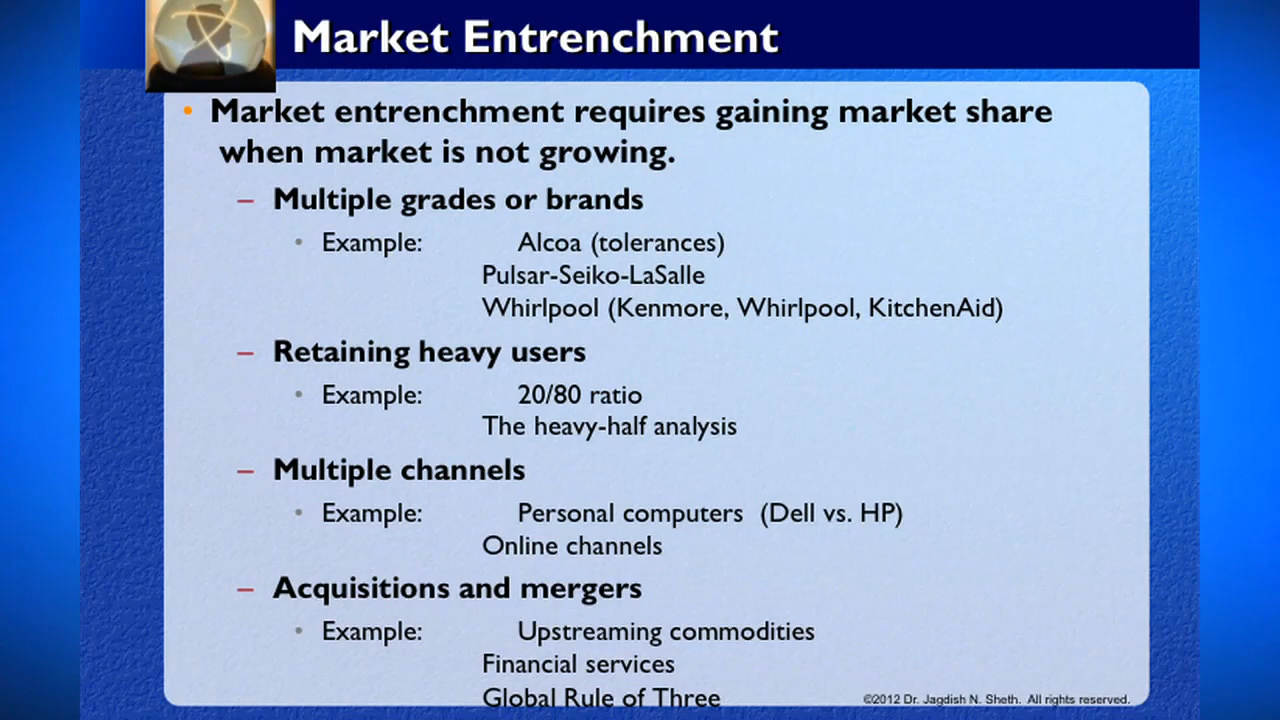 Market Entrenchment
• Market entrenchment requires gaining market share
when market is not growing.
– Multiple grades or brands
• Example: Alcoa (tolerances)
Pulsar-Seiko-LaSalle
Whirlpool (Kenmore, Whirlpool, KitchenAid)
– Retaining heavy users
• Example: 20/80 ratio
The heavy-half analysis
– Multiple channels
• Example: Personal computers (Dell vs. HP)
Online channels
– Acquisitions and mergers
• Example: Upstreaming commodities
Financial services
Global Rule of Three
©2012 Dr. Jagdish N. Sheth. All rights reserved.